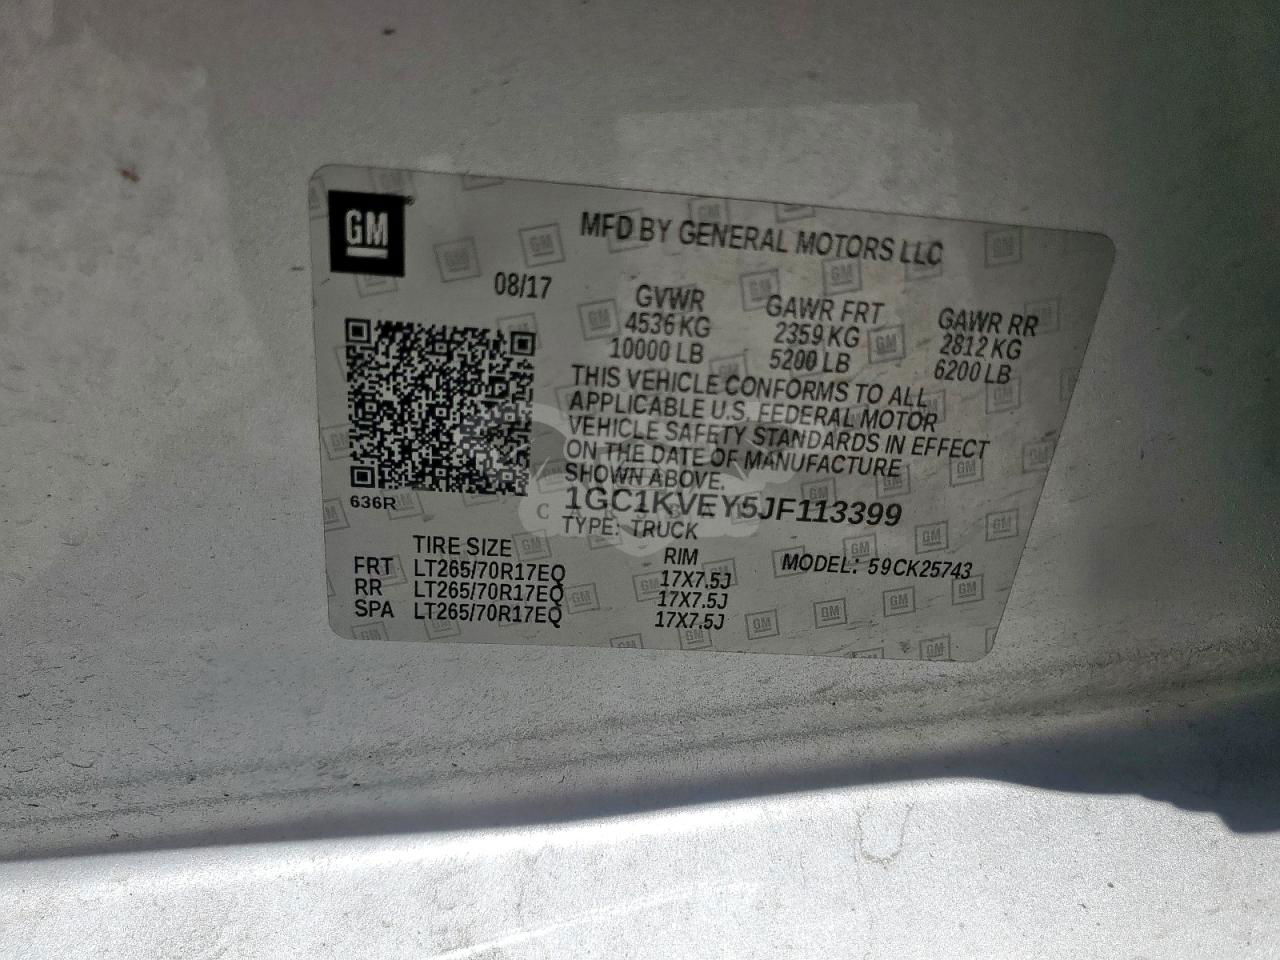 GM
MFD BY GENERAL MOTORS LLC
08/17
GVWR GAWR FRT GAWR RR
4536 KG 2359 KG 2812 KG
10000 LB 5200 LB 6200 LB
THIS VEHICLE CONFORMS TO ALL
APPLICABLE U.S. FEDERAL MOTOR
VEHICLE SAFETY STANDARDS IN EFFECT
ON THE DATE OF MANUFACTURE
SHOWN ABOVE.
636R
1GC1KVEY5JF113399
TYPE: TRUCK
TIRE SIZE RIM MODEL: 59CK25743
FRT LT265/70R17EQ 17X7.5J
RR LT265/70R17EQ 17X7.5J
SPA LT265/70R17EQ 17X7.5J